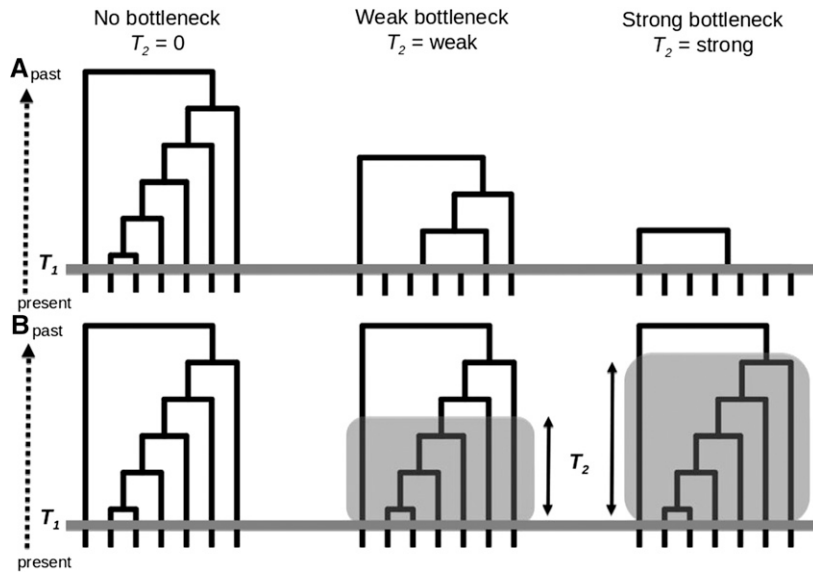 No bottleneck
T₂ = 0
Weak bottleneck
T₂ = weak
Strong bottleneck
T₂ = strong
A past
T₁
present
B past
T₂
T₁
present